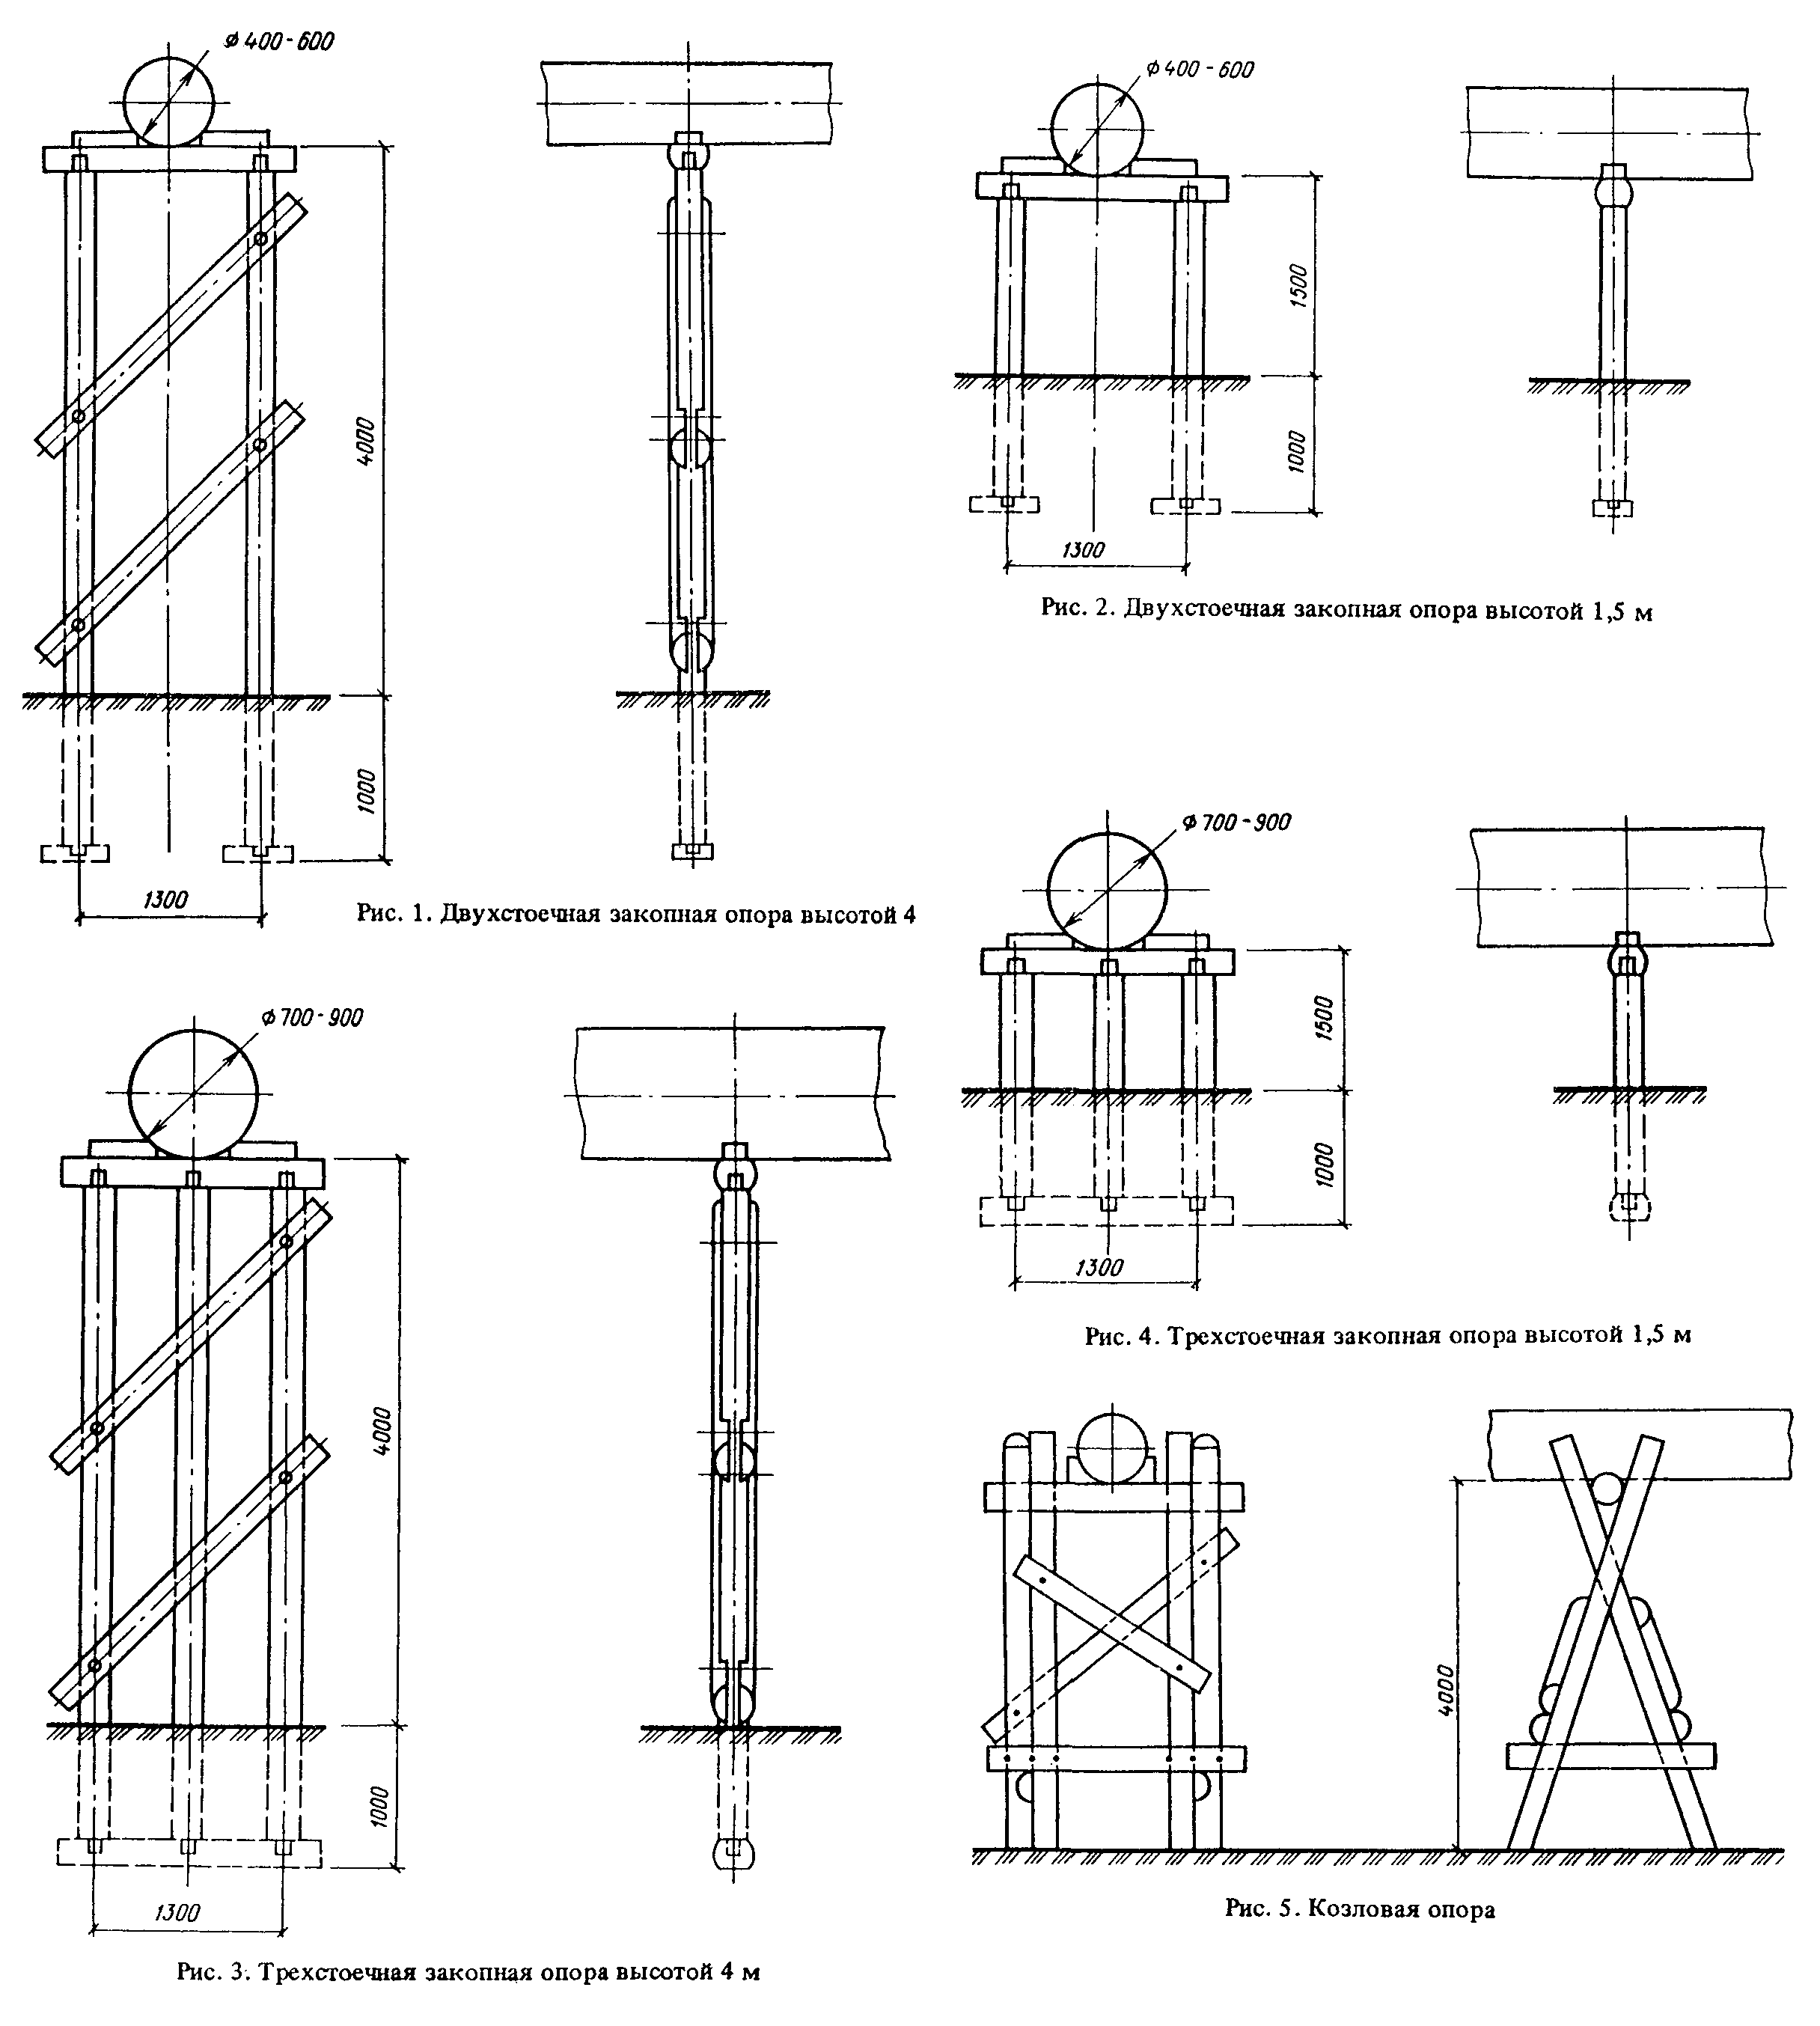 ф 400-600
4000
1000
1300
Рис. 1. Двухстоечная закопная опора высотой 4
ф 400-600
1500
1000
1300
Рис. 2. Двухстоечная закопная опора высотой 1,5 м
ф 700-900
4000
1000
1300
Рис. 3. Трехстоечная закопная опора высотой 4 м
ф 700-900
1500
1000
1300
Рис. 4. Трехстоечная закопная опора высотой 1,5 м
4000
Рис. 5. Козловая опора